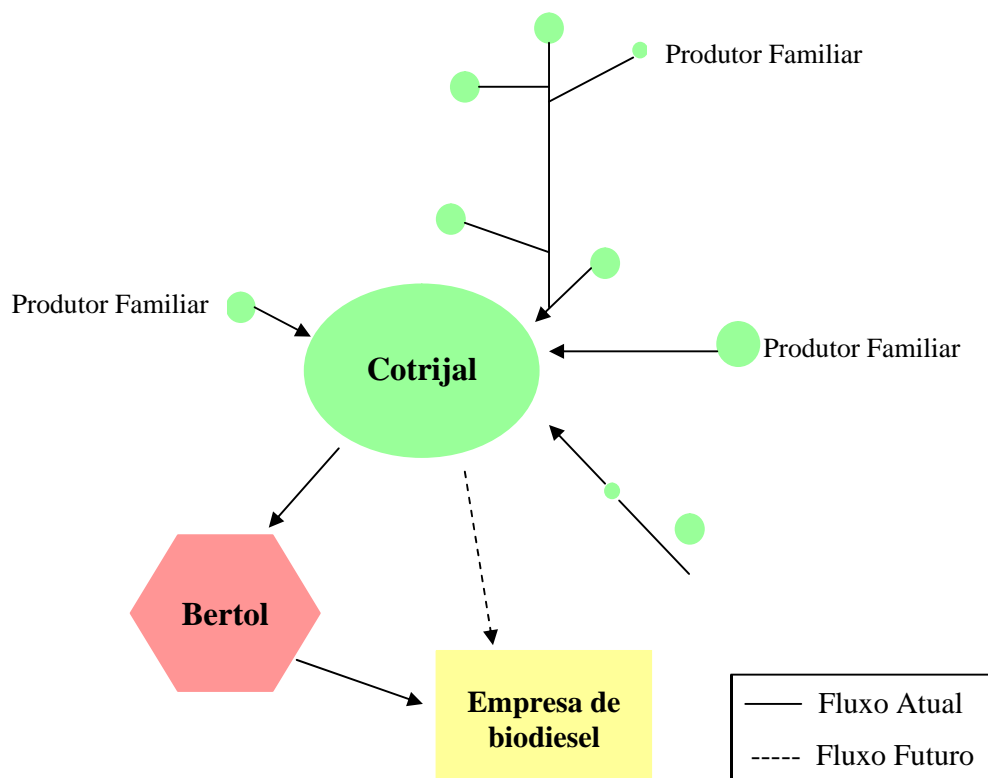 Produtor Familiar
Produtor Familiar
Produtor Familiar
Cotrijal
Bertol
Empresa de
biodiesel
Fluxo Atual
Fluxo Futuro